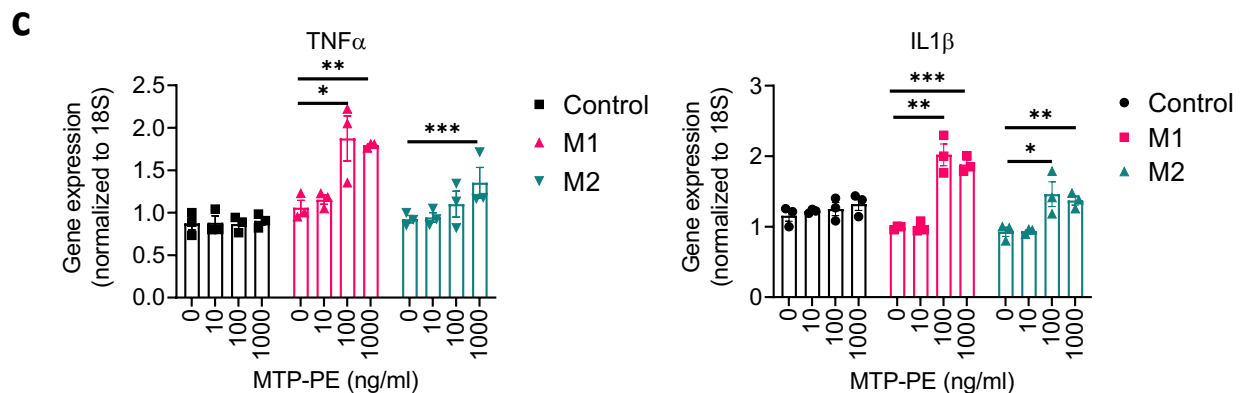 c
TNFα
Gene expression
(normalized to 18S)
2.5
2.0
1.5
1.0
0.5
0.0
**
*
***
0 10 100 1000 0 10 100 1000 0 10 100 1000
MTP-PE (ng/ml)
Control
M1
M2
IL1β
Gene expression
(normalized to 18S)
3
2
1
0
***
**
**
*
0 10 100 1000 0 10 100 1000 0 10 100 1000
MTP-PE (ng/ml)
Control
M1
M2